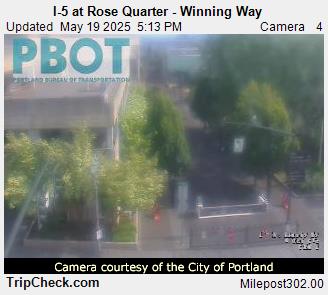 I-5 at Rose Quarter - Winning Way
Updated May 19 2025 5:13 PM Camera 4
PBOT
PORTLAND BUREAU OF TRANSPORTATION
Camera courtesy of the City of Portland
TripCheck.com Milepost302.00